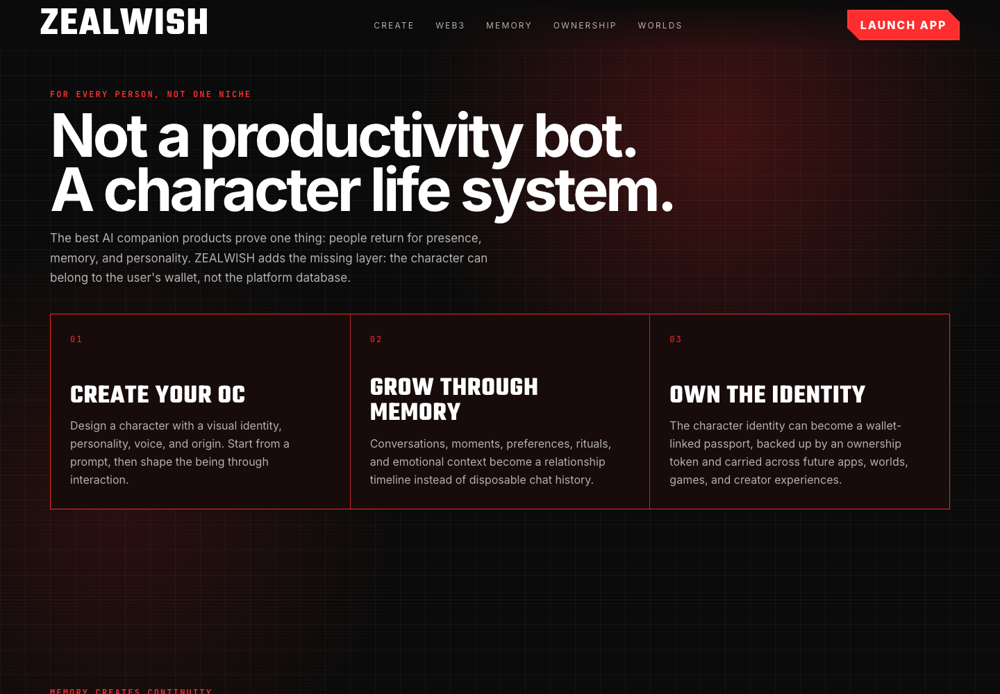 ZEALWISH
CREATE WEB3 MEMORY OWNERSHIP WORLDS
LAUNCH APP
FOR EVERY PERSON, NOT ONE NICHE
Not a productivity bot.
A character life system.
The best AI companion products prove one thing: people return for presence,
memory, and personality. ZEALWISH adds the missing layer: the character can
belong to the user's wallet, not the platform database.
01
CREATE YOUR OC
Design a character with a visual identity,
personality, voice, and origin. Start from a
prompt, then shape the being through
interaction.
02
GROW THROUGH
MEMORY
Conversations, moments, preferences, rituals,
and emotional context become a relationship
timeline instead of disposable chat history.
03
OWN THE IDENTITY
The character identity can become a wallet-
linked passport, backed up by an ownership
token and carried across future apps, worlds,
games, and creator experiences.
MEMORY CREATES CONTINUITY